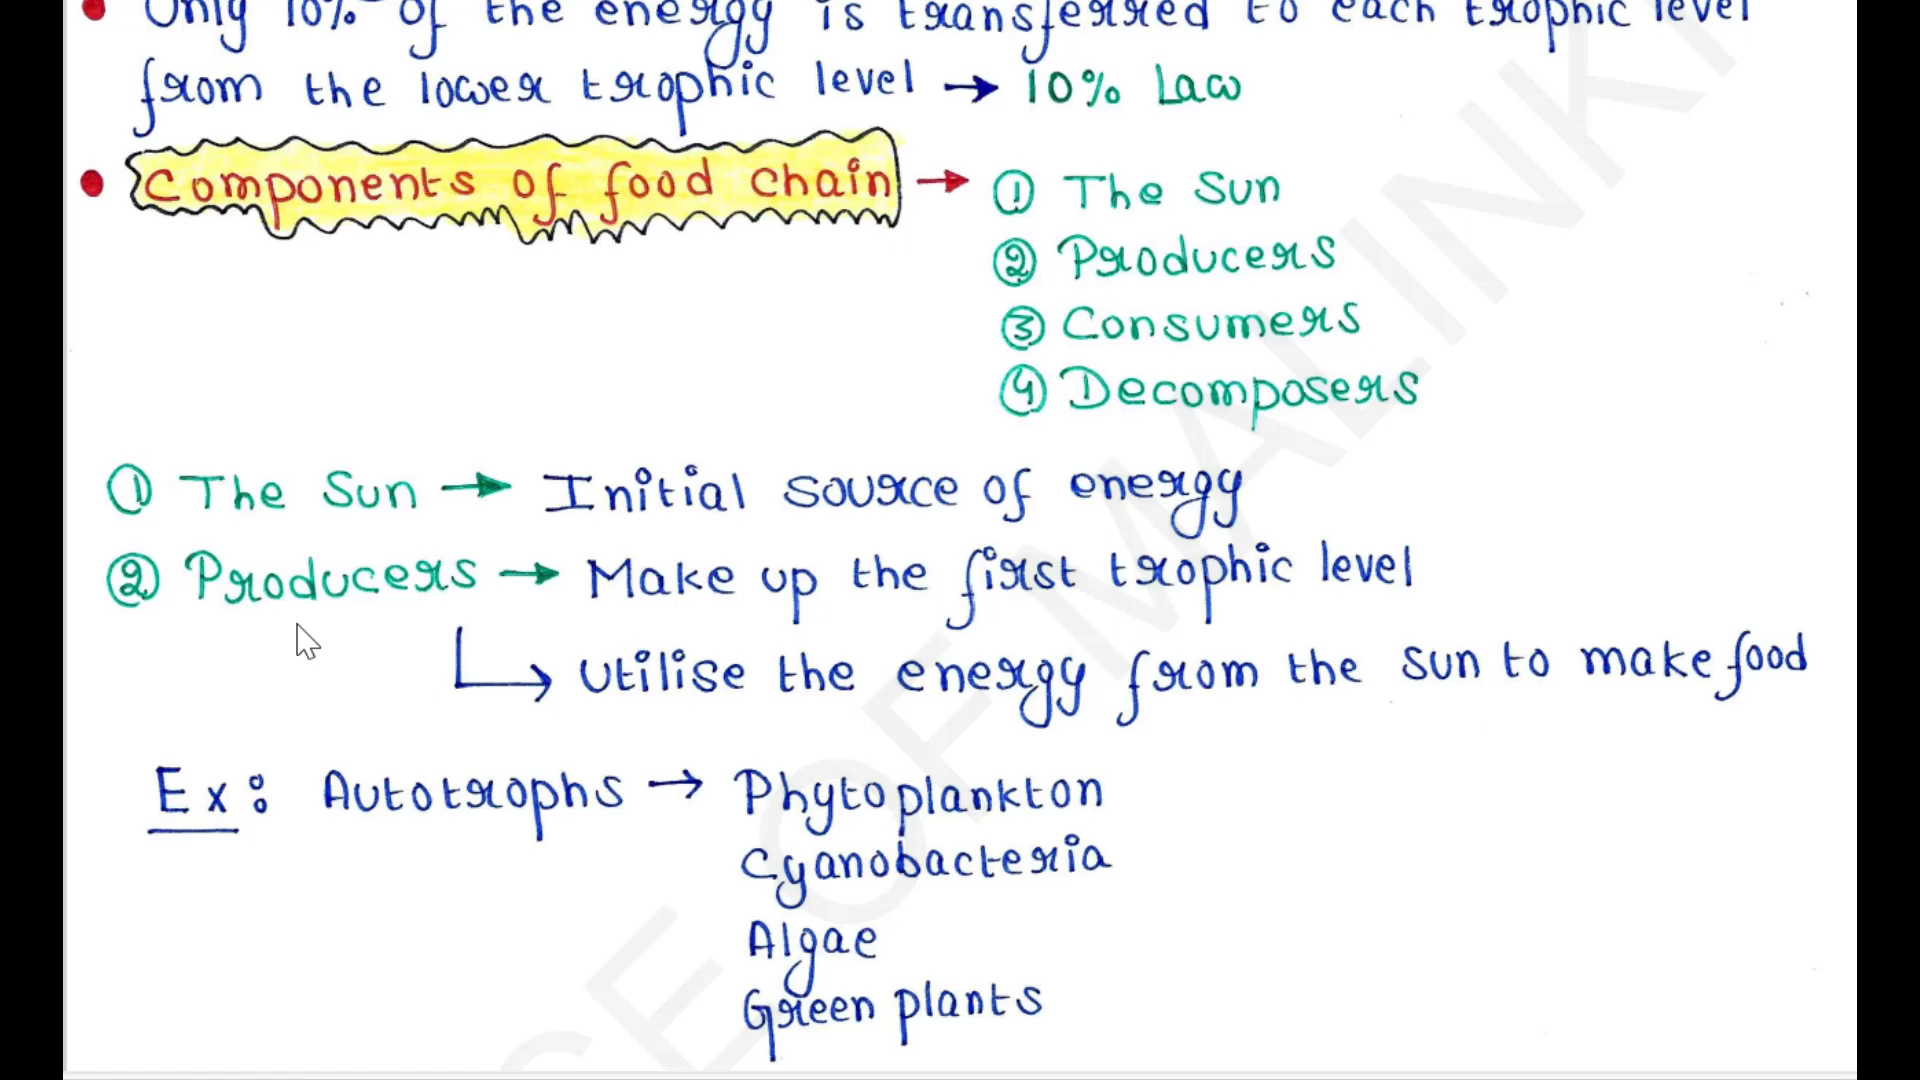 • Only 10% of the energy is transferred to each trophic level
from the lower trophic level → 10% Law
• Components of food chain → ① The Sun
② Producers
③ Consumers
④ Decomposers
① The Sun → Initial source of energy
② Producers → Make up the first trophic level
↳ Utilise the energy from the sun to make food
Ex: Autotrophs → Phytoplankton
Cyanobacteria
Algae
Green plants